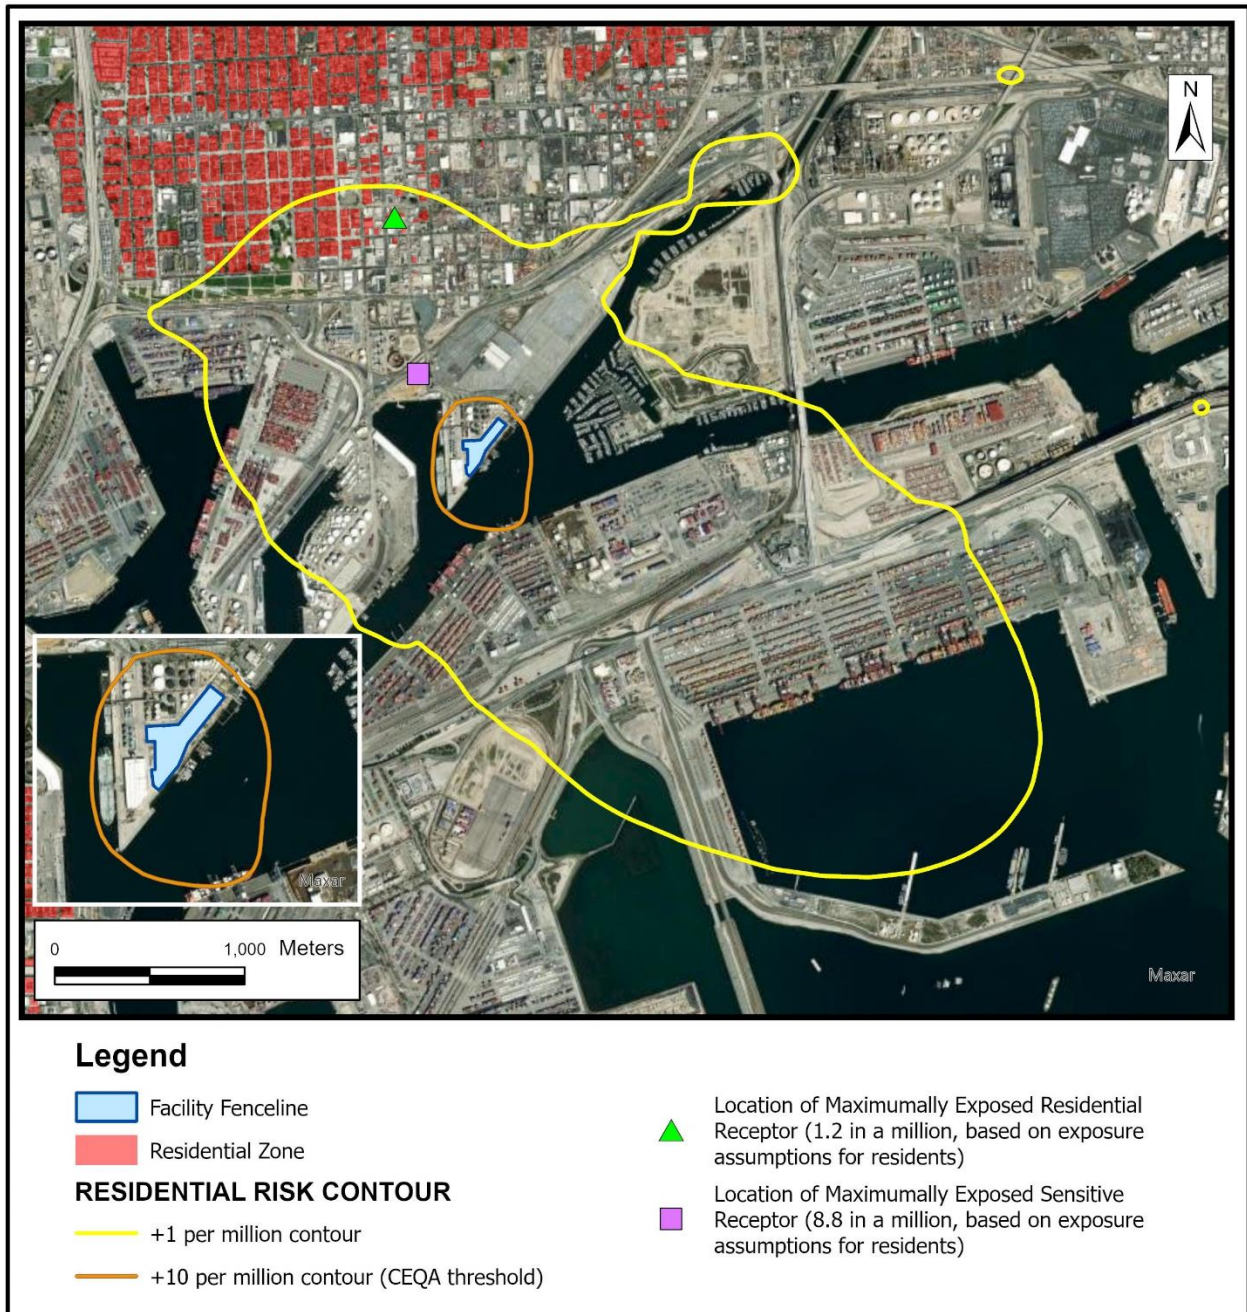 N
Maxar
0 1,000 Meters
Maxar
Legend
Facility Fenceline
Residential Zone
RESIDENTIAL RISK CONTOUR
+1 per million contour
+10 per million contour (CEQA threshold)
Location of Maximumally Exposed Residential
Receptor (1.2 in a million, based on exposure
assumptions for residents)
Location of Maximumally Exposed Sensitive
Receptor (8.8 in a million, based on exposure
assumptions for residents)